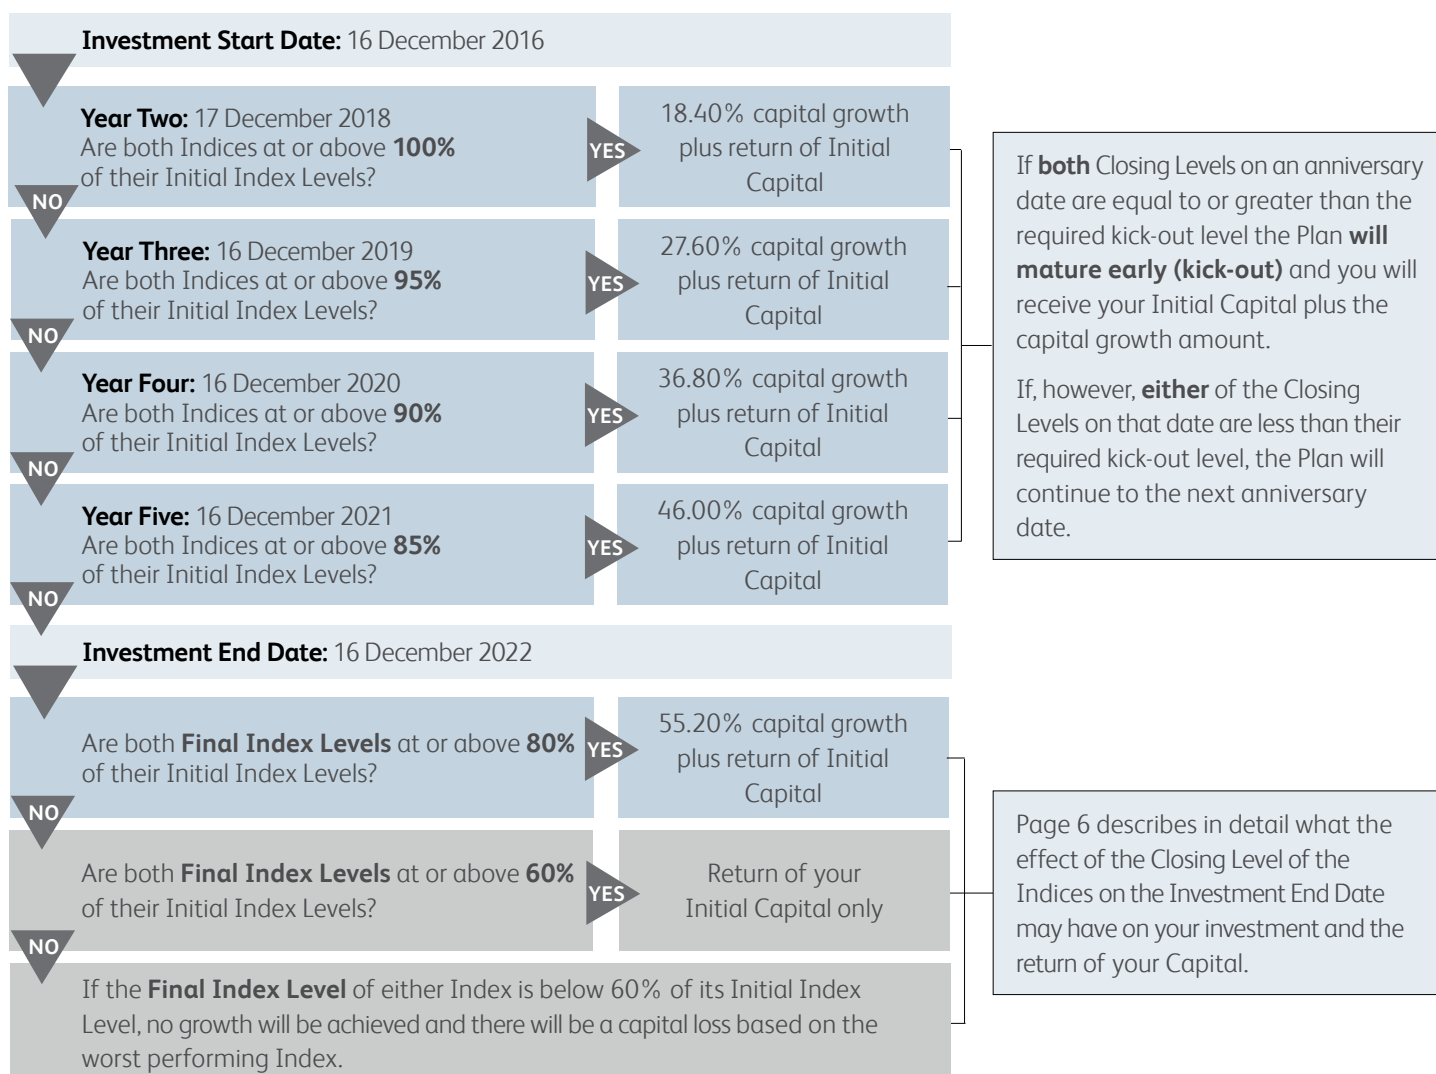 Investment Start Date: 16 December 2016
Year Two: 17 December 2018
Are both Indices at or above 100%
of their Initial Index Levels?
YES
18.40% capital growth
plus return of Initial
Capital
NO
Year Three: 16 December 2019
Are both Indices at or above 95%
of their Initial Index Levels?
YES
27.60% capital growth
plus return of Initial
Capital
NO
Year Four: 16 December 2020
Are both Indices at or above 90%
of their Initial Index Levels?
YES
36.80% capital growth
plus return of Initial
Capital
NO
Year Five: 16 December 2021
Are both Indices at or above 85%
of their Initial Index Levels?
YES
46.00% capital growth
plus return of Initial
Capital
NO
If both Closing Levels on an anniversary
date are equal to or greater than the
required kick-out level the Plan will
mature early (kick-out) and you will
receive your Initial Capital plus the
capital growth amount.
If, however, either of the Closing
Levels on that date are less than their
required kick-out level, the Plan will
continue to the next anniversary
date.
Investment End Date: 16 December 2022
Are both Final Index Levels at or above 80%
of their Initial Index Levels?
YES
55.20% capital growth
plus return of Initial
Capital
NO
Are both Final Index Levels at or above 60%
of their Initial Index Levels?
YES
Return of your
Initial Capital only
NO
If the Final Index Level of either Index is below 60% of its Initial Index
Level, no growth will be achieved and there will be a capital loss based on the
worst performing Index.
Page 6 describes in detail what the
effect of the Closing Level of the
Indices on the Investment End Date
may have on your investment and the
return of your Capital.